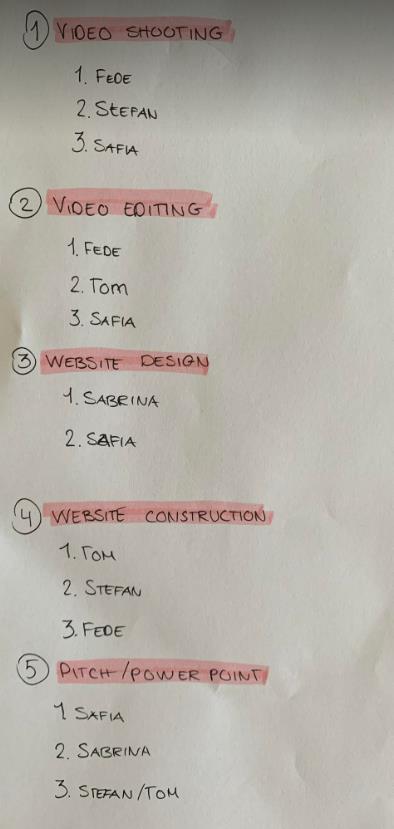 1 VIDEO SHOOTING
1. FEDE
2. STEFAN
3. SAFIA
2 VIDEO EDITING
1. FEDE
2. TOM
3. SAFIA
3 WEBSITE DESIGN
1. SABRINA
2. SAFIA
4 WEBSITE CONSTRUCTION
1. TOM
2. STEFAN
3. FEDE
5 PITCH/POWER POINT
1 SAFIA
2. SABRINA
3. STEFAN/TOM